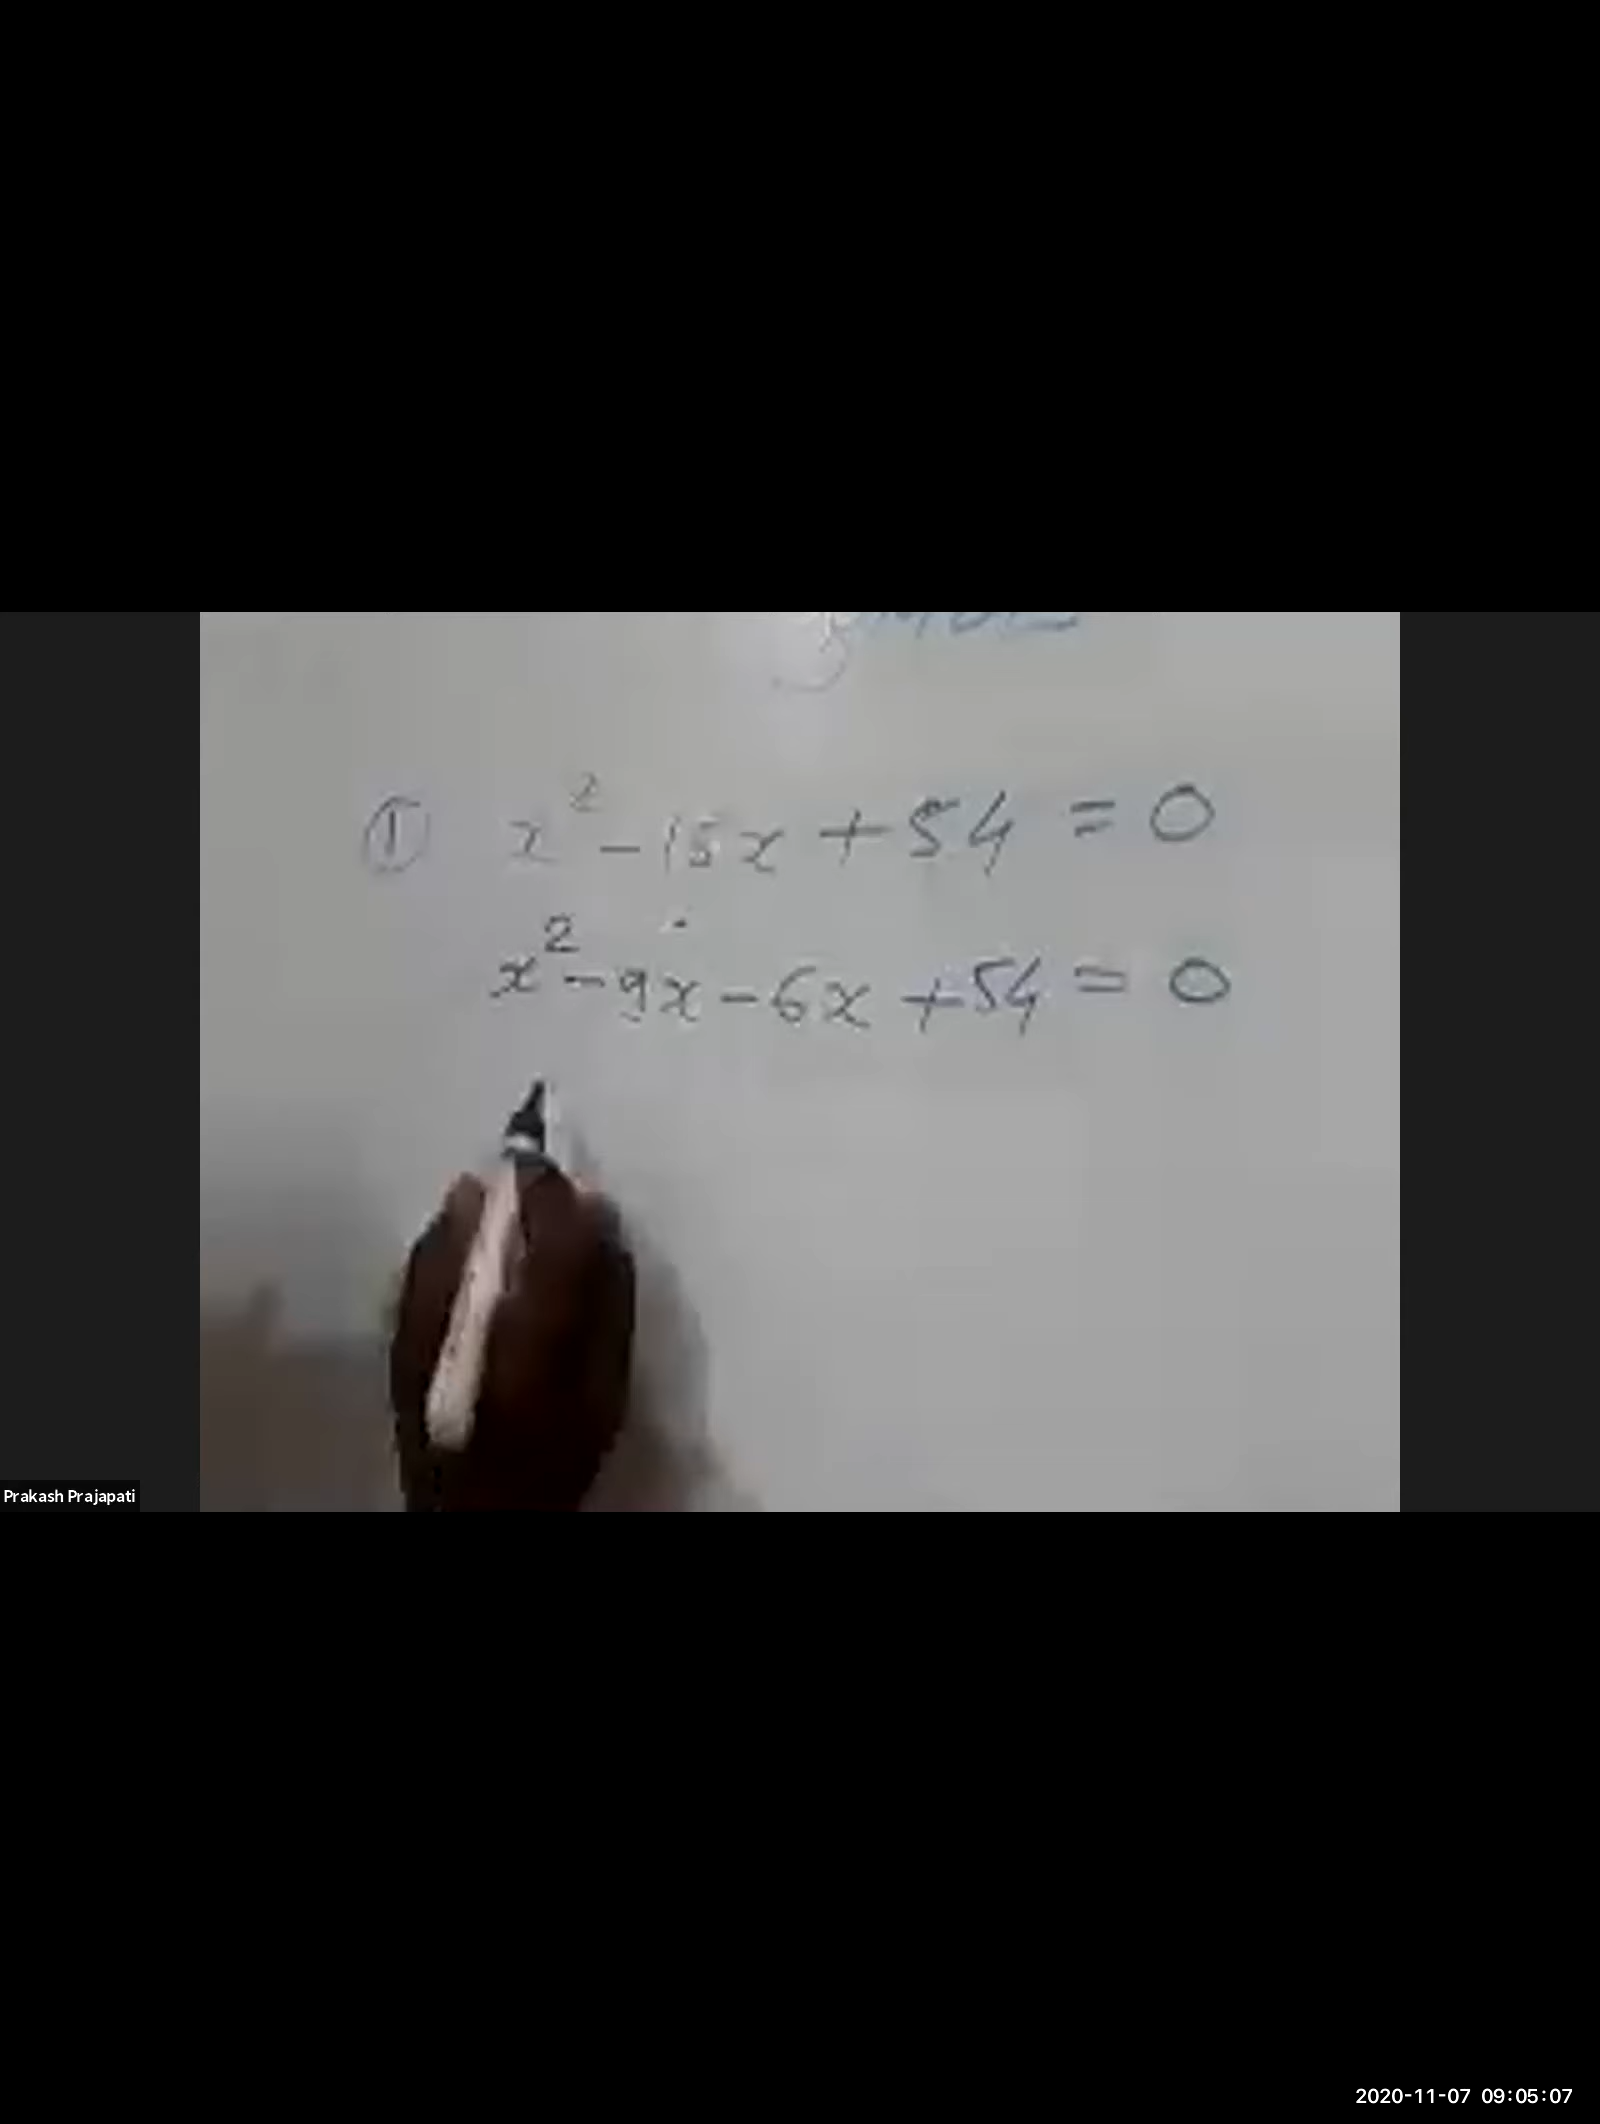 ① x² - 15x + 54 = 0
x² - 9x - 6x + 54 = 0
Prakash Prajapati
2020-11-07 09:05:07